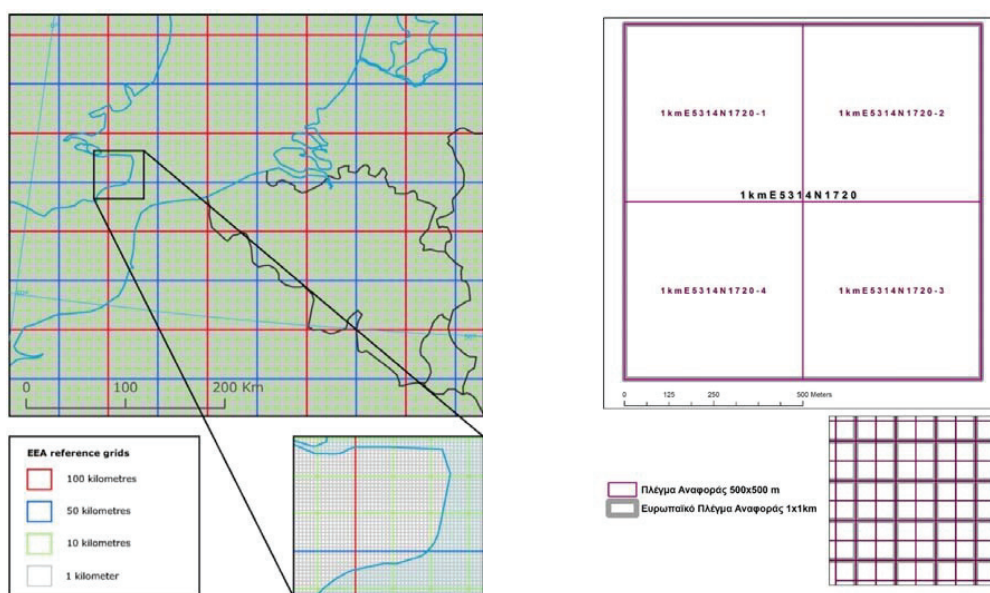 0 100 200 Km
EEA reference grids
100 kilometres
50 kilometres
10 kilometres
1 kilometer
1kmE5314N1720-1
1kmE5314N1720-2
1kmE5314N1720
1kmE5314N1720-4
1kmE5314N1720-3
0 125 250 500 Meters
Πλέγμα Αναφοράς 500x500 m
Ευρωπαϊκό Πλέγμα Αναφοράς 1x1km